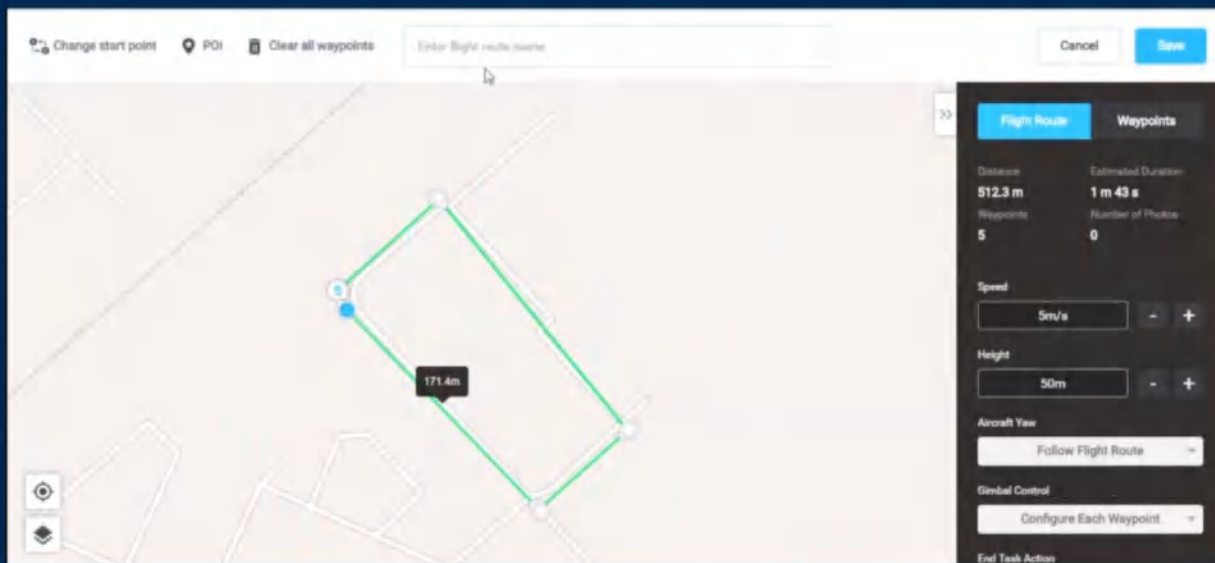 Change start point
POI
Clear all waypoints
Enter flight route name
Cancel
Save
Flight Route
Waypoints
Distance
Estimated Duration
512.3 m
1 m 43 s
Waypoints
Number of Photos
5
0
Speed
5m/s
-
+
Height
50m
-
+
Aircraft Yaw
Follow Flight Route
Gimbal Control
Configure Each Waypoint
End Task Action
S
171.4m